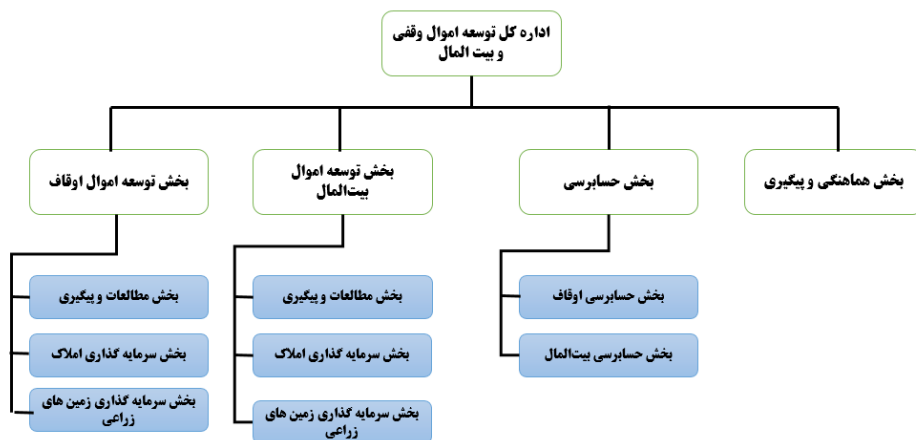 اداره کل توسعه اموال وقفی
و بیت المال
بخش هماهنگی و پیگیری
بخش حسابرسی
بخش توسعه اموال
بیت‌المال
بخش توسعه اموال اوقاف
بخش حسابرسی اوقاف
بخش حسابرسی بیت‌المال
بخش مطالعات و پیگیری
بخش سرمایه گذاری املاک
بخش سرمایه گذاری زمین های
زراعی
بخش مطالعات و پیگیری
بخش سرمایه گذاری املاک
بخش سرمایه گذاری زمین های
زراعی